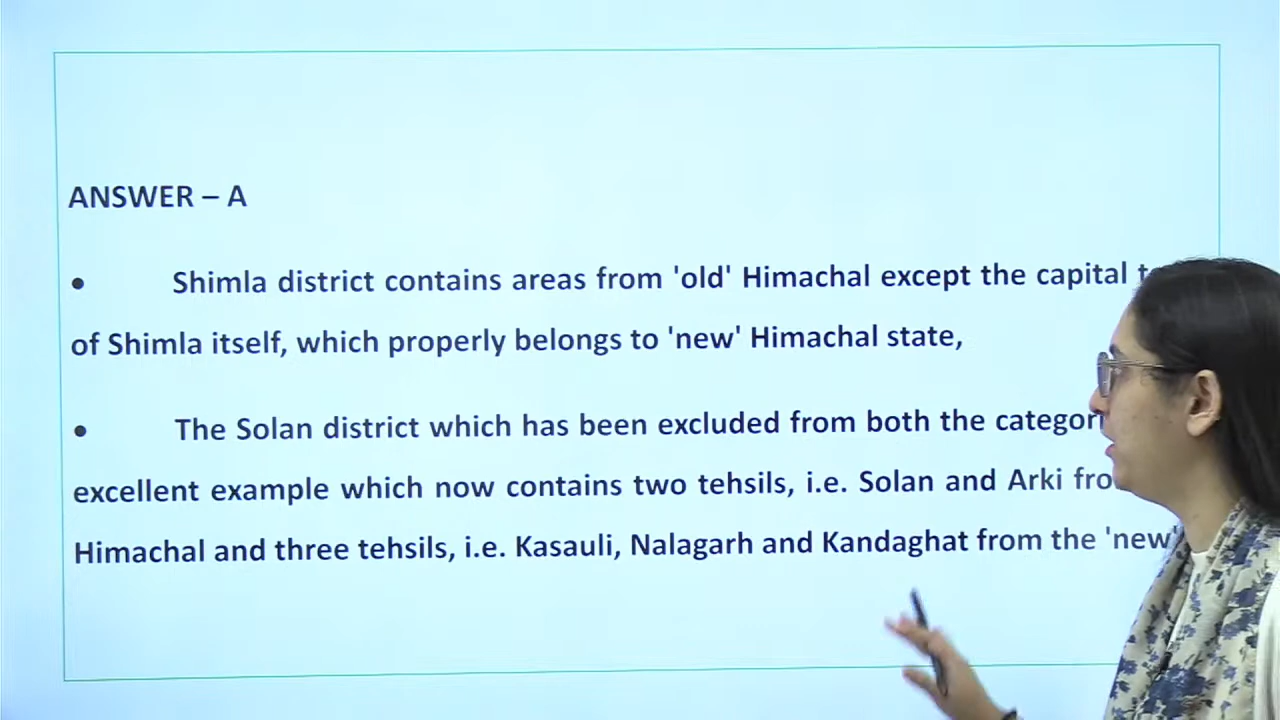 ANSWER – A
• Shimla district contains areas from 'old' Himachal except the capital
of Shimla itself, which properly belongs to 'new' Himachal state,
• The Solan district which has been excluded from both the
excellent example which now contains two tehsils, i.e. Solan and Arki
Himachal and three tehsils, i.e. Kasauli, Nalagarh and Kandaghat from the 'new'